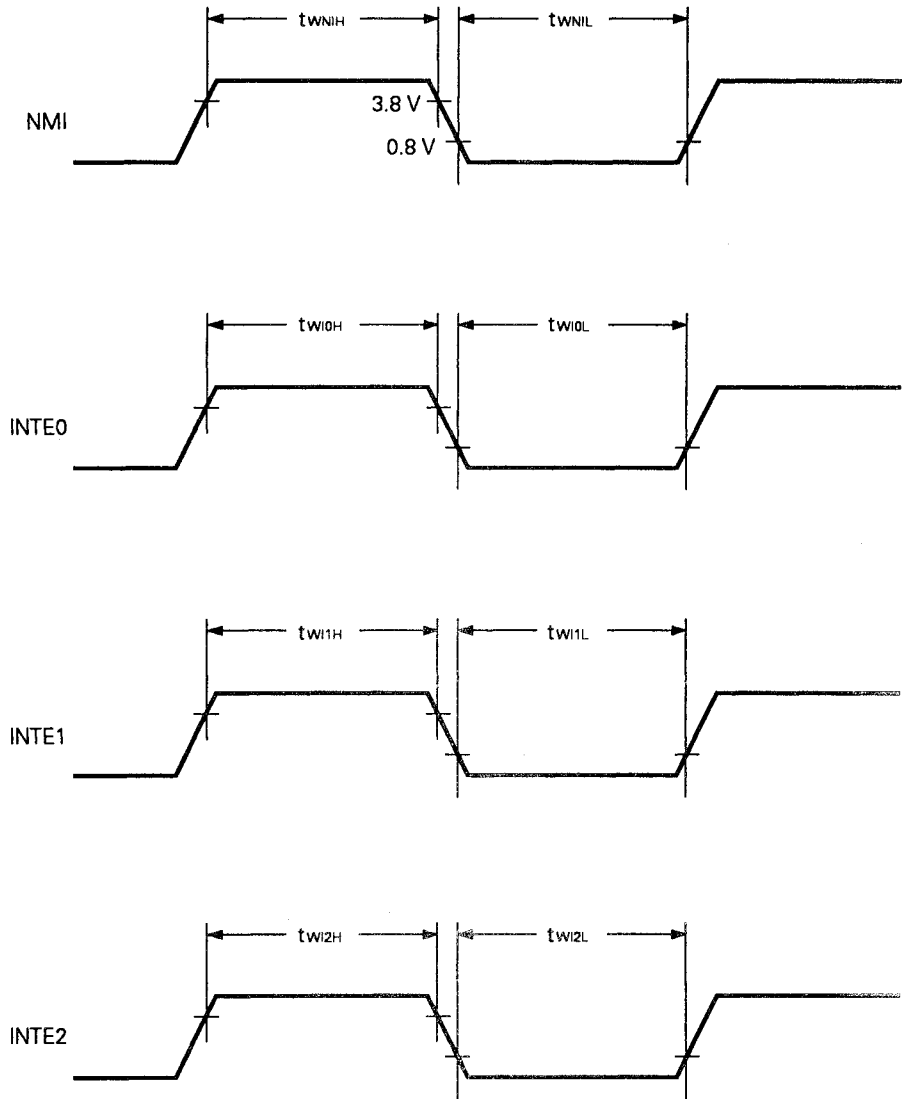 tWNIH tWNIL
NMI
3.8 V
0.8 V
tWI0H tWI0L
INTE0
tWI1H tWI1L
INTE1
tWI2H tWI2L
INTE2